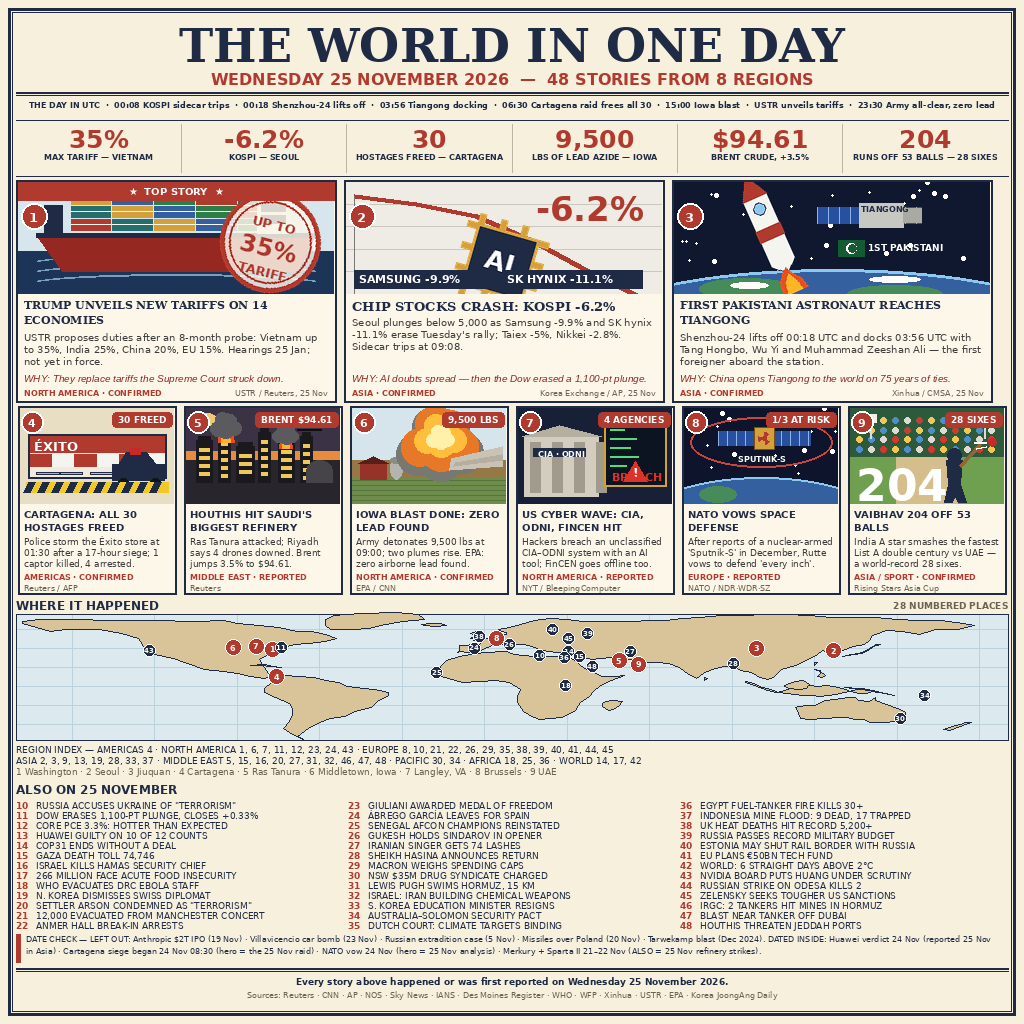 THE WORLD IN ONE DAY
WEDNESDAY 25 NOVEMBER 2026 — 48 STORIES FROM 8 REGIONS
THE DAY IN UTC · 00:08 KOSPI sidecar trips · 00:18 Shenzhou-24 lifts off · 03:56 Tiangong docking · 06:30 Cartagena raid frees all 30 · 15:00 Iowa blast · USTR unveils tariffs · 23:30 Army all-clear, zero lead
35%
MAX TARIFF — VIETNAM
-6.2%
KOSPI — SEOUL
30
HOSTAGES FREED — CARTAGENA
9,500
LBS OF LEAD AZIDE — IOWA
$94.61
BRENT CRUDE, +3.5%
204
RUNS OFF 53 BALLS — 28 SIXES
★ TOP STORY ★
1
UP TO
35%
TARIFF
TRUMP UNVEILS NEW TARIFFS ON 14
ECONOMIES
USTR proposes duties after an 8-month probe: Vietnam up
to 35%, India 25%, China 20%, EU 15%. Hearings 25 Jan;
not yet in force.
WHY: They replace tariffs the Supreme Court struck down.
NORTH AMERICA · CONFIRMED
USTR / Reuters, 25 Nov
2
-6.2%
AI
SAMSUNG -9.9%
SK HYNIX -11.1%
CHIP STOCKS CRASH: KOSPI -6.2%
Seoul plunges below 5,000 as Samsung -9.9% and SK hynix
-11.1% erase Tuesday's rally; Taiex -5%, Nikkei -2.8%.
Sidecar trips at 09:08.
WHY: AI doubts spread — then the Dow erased a 1,100-pt plunge.
ASIA · CONFIRMED
Korea Exchange / AP, 25 Nov
3
TIANGONG
1ST PAKISTANI
FIRST PAKISTANI ASTRONAUT REACHES
TIANGONG
Shenzhou-24 lifts off 00:18 UTC and docks 03:56 UTC with
Tang Hongbo, Wu Yi and Muhammad Zeeshan Ali — the first
foreigner aboard the station.
WHY: China opens Tiangong to the world on 75 years of ties.
ASIA · CONFIRMED
Xinhua / CMSA, 25 Nov
4
30 FREED
ÉXITO
CARTAGENA: ALL 30
HOSTAGES FREED
Police storm the Éxito store at
01:30 after a 17-hour siege; 1
captor killed, 4 arrested.
AMERICAS · CONFIRMED
Reuters / AFP
5
BRENT $94.61
HOUTHIS HIT SAUDI'S
BIGGEST REFINERY
Ras Tanura attacked; Riyadh
says 4 drones downed. Brent
jumps 3.5% to $94.61.
MIDDLE EAST · REPORTED
Reuters
6
9,500 LBS
IOWA BLAST DONE: ZERO
LEAD FOUND
Army detonates 9,500 lbs at
09:00; two plumes rise. EPA:
zero airborne lead found.
NORTH AMERICA · CONFIRMED
EPA / CNN
7
4 AGENCIES
CIA · ODNI
BREACH
US CYBER WAVE: CIA,
ODNI, FINCEN HIT
Hackers breach an unclassified
CIA–ODNI system with an AI
tool; FinCEN goes offline too.
NORTH AMERICA · REPORTED
NYT / BleepingComputer
8
1/3 AT RISK
SPUTNIK-S
NATO VOWS SPACE
DEFENSE
After reports of a nuclear-armed
'Sputnik-S' in December, Rutte
vows to defend 'every inch'.
EUROPE · REPORTED
NATO / NDR·WDR·SZ
9
28 SIXES
204
VAIBHAV 204 OFF 53
BALLS
India A star smashes the fastest
List A double century vs UAE —
a world-record 28 sixes.
ASIA / SPORT · CONFIRMED
Rising Stars Asia Cup
WHERE IT HAPPENED
28 NUMBERED PLACES
43 6 7 1 11 4 25 38 24 8 26 40 45 39 10 36 15 48 5 27 9 18 28 3 2 34 30
REGION INDEX — AMERICAS 4 · NORTH AMERICA 1, 6, 7, 11, 12, 23, 24, 43 · EUROPE 8, 10, 21, 22, 26, 29, 35, 38, 39, 40, 41, 44, 45
ASIA 2, 3, 9, 13, 19, 28, 33, 37 · MIDDLE EAST 5, 15, 16, 20, 27, 31, 32, 46, 47, 48 · PACIFIC 30, 34 · AFRICA 18, 25, 36 · WORLD 14, 17, 42
1 Washington · 2 Seoul · 3 Jiuquan · 4 Cartagena · 5 Ras Tanura · 6 Middletown, Iowa · 7 Langley, VA · 8 Brussels · 9 UAE
ALSO ON 25 NOVEMBER
10 RUSSIA ACCUSES UKRAINE OF "TERRORISM"
11 DOW ERASES 1,100-PT PLUNGE, CLOSES +0.33%
12 CORE PCE 3.3%: HOTTER THAN EXPECTED
13 HUAWEI GUILTY ON 10 OF 12 COUNTS
14 COP31 ENDS WITHOUT A DEAL
15 GAZA DEATH TOLL 74,746
16 ISRAEL KILLS HAMAS SECURITY CHIEF
17 266 MILLION FACE ACUTE FOOD INSECURITY
18 WHO EVACUATES DRC EBOLA STAFF
19 N. KOREA DISMISSES SWISS DIPLOMAT
20 SETTLER ARSON CONDEMNED AS "TERRORISM"
21 12,000 EVACUATED FROM MANCHESTER CONCERT
22 ANMER HALL BREAK-IN ARRESTS
23 GIULIANI AWARDED MEDAL OF FREEDOM
24 ABREGO GARCÍA LEAVES FOR SPAIN
25 SENEGAL AFCON CHAMPIONS REINSTATED
26 GUKESH HOLDS SINDAROV IN OPENER
27 IRANIAN SINGER GETS 74 LASHES
28 SHEIKH HASINA ANNOUNCES RETURN
29 MACRON WEIGHS SPENDING CAPS
30 NSW $35M DRUG SYNDICATE CHARGED
31 LEWIS PUGH SWIMS HORMUZ, 15 KM
32 ISRAEL: IRAN BUILDING CHEMICAL WEAPONS
33 S. KOREA EDUCATION MINISTER RESIGNS
34 AUSTRALIA–SOLOMON SECURITY PACT
35 DUTCH COURT: CLIMATE TARGETS BINDING
36 EGYPT FUEL-TANKER FIRE KILLS 30+
37 INDONESIA MINE FLOOD: 9 DEAD, 17 TRAPPED
38 UK HEAT DEATHS HIT RECORD 5,200+
39 RUSSIA PASSES RECORD MILITARY BUDGET
40 ESTONIA MAY SHUT RAIL BORDER WITH RUSSIA
41 EU PLANS €50BN TECH FUND
42 WORLD: 6 STRAIGHT DAYS ABOVE 2°C
43 NVIDIA BOARD PUTS HUANG UNDER SCRUTINY
44 RUSSIAN STRIKE ON ODESA KILLS 2
45 ZELENSKY SEEKS TOUGHER US SANCTIONS
46 IRGC: 2 TANKERS HIT MINES IN HORMUZ
47 BLAST NEAR TANKER OFF DUBAI
48 HOUTHIS THREATEN JEDDAH PORTS
DATE CHECK — LEFT OUT: Anthropic $2T IPO (19 Nov) · Villavicencio car bomb (23 Nov) · Russian extradition case (5 Nov) · Missiles over Poland (20 Nov) · Tarwekamp blast (Dec 2024). DATED INSIDE: Huawei verdict 24 Nov (reported 25 Nov
in Asia) · Cartagena siege began 24 Nov 08:30 (hero = the 25 Nov raid) · NATO vow 24 Nov (hero = 25 Nov analysis) · Merkury + Sparta II 21–22 Nov (ALSO = 25 Nov refinery strikes).
Every story above happened or was first reported on Wednesday 25 November 2026.
Sources: Reuters · CNN · AP · NOS · Sky News · IANS · Des Moines Register · WHO · WFP · Xinhua · USTR · EPA · Korea JoongAng Daily